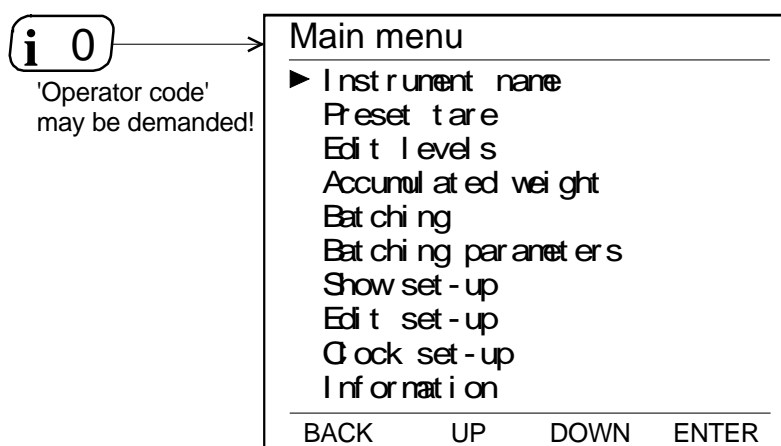 i 0
'Operator code'
may be demanded!
Main menu
Instrument name
Preset tare
Edit levels
Accumulated weight
Batching
Batching parameters
Show set-up
Edit set-up
Clock set-up
Information
BACK UP DOWN ENTER